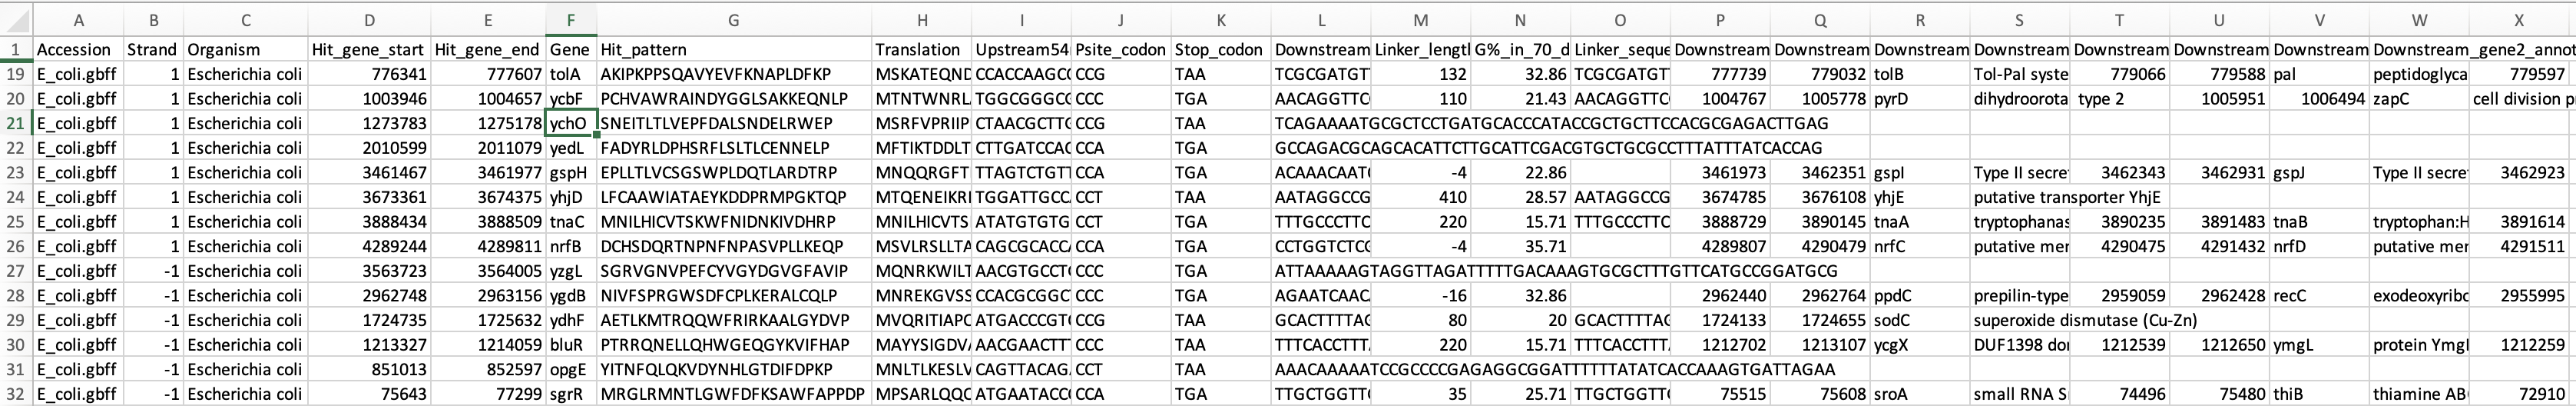 A B C D E F G H I J K L M N O P Q R S T U V W X
1 Accession Strand Organism Hit_gene_start Hit_gene_end Gene Hit_pattern Translation Upstream54 Psite_codon Stop_codon Downstream Linker_lengtl G%_in_70_d Linker_seque Downstream Downstream Downstream Downstream Downstream Downstream Downstream Downstream_gene2_annot
19 E_coli.gbff 1 Escherichia coli 776341 777607 tolA AKIPKPPSQAVYEVFKNAPLDFKP MSKATEQND CCACCAAGC CCG TAA TCGCGATGT 132 32.86 TCGCGATGT 777739 779032 tolB Tol-Pal syste 779066 779588 pal peptidoglyca 779597
20 E_coli.gbff 1 Escherichia coli 1003946 1004657 ycbF PCHVAWRAINDYGGLSAKKEQNLP MTNTWNRL TGGCGGGC CCC TGA AACAGGTTC 110 21.43 AACAGGTTC 1004767 1005778 pyrD dihydroorota type 2 1005951 1006494 zapC cell division p
21 E_coli.gbff 1 Escherichia coli 1273783 1275178 ychO SNEITLTLVEPFDALSNDELRWEP MSRFVPRIIP CTAACGCTT CCG TAA TCAGAAAATGCGCTCCTGATGCACCCATACCGCTGCTTCCACGCGAGACTTGAG
22 E_coli.gbff 1 Escherichia coli 2010599 2011079 yedL FADYRLDPHSRFLSLTLCENNELP MFTIKTDDLT CTTGATCCAC CCA TGA GCCAGACGCAGCACATTCTTGCATTCGACGTGCTGCGCCTTTATTTATCACCAG
23 E_coli.gbff 1 Escherichia coli 3461467 3461977 gspH EPLLTLVCSGSWPLDQTLARDTRP MNQQRGFT TTAGTCTGT CCA TGA ACAAACAAT -4 22.86 3461973 3462351 gspI Type II secre 3462343 3462931 gspJ Type II secre 3462923
24 E_coli.gbff 1 Escherichia coli 3673361 3674375 yhjD LFCAAWIATAEYKDDPRMPGKTQP MTQENEIKR TGGATTGCC CCT TAA AATAGGCCG 410 28.57 AATAGGCCG 3674785 3676108 yhjE putative transporter YhjE
25 E_coli.gbff 1 Escherichia coli 3888434 3888509 tnaC MNILHICVTSKWFNIDNKIVDHRP MNILHICVTS ATATGTGTG CCT TGA TTTGCCCTTC 220 15.71 TTTGCCCTTC 3888729 3890145 tnaA tryptophanas 3890235 3891483 tnaB tryptophan:H 3891614
26 E_coli.gbff 1 Escherichia coli 4289244 4289811 nrfB DCHSDQRTNPNFNPASVPLLKEQP MSVLRSLLTA CAGCGCACC CCA TGA CCTGGTCTC -4 35.71 4289807 4290479 nrfC putative mer 4290475 4291432 nrfD putative mer 4291511
27 E_coli.gbff -1 Escherichia coli 3563723 3564005 yzgL SGRVGNVPEFCYVGYDGVGFAVIP MQNRKWILT AACGTGCCT CCC TGA ATTAAAAAGTAGGTTAGATTTTTGACAAAGTGCGCTTTGTTCATGCCGGATGCG
28 E_coli.gbff -1 Escherichia coli 2962748 2963156 ygdB NIVFSPRGWSDFCPLKERALCQLP MNREKGVSS CCACGCGGC CCC TGA AGAATCAAC -16 32.86 2962440 2962764 ppdC prepilin-type 2959059 2962428 recC exodeoxyribc 2955995
29 E_coli.gbff -1 Escherichia coli 1724735 1725632 ydhF AETLKMTRQQWFRIRKAALGYDVP MVQRITIAPC ATGACCCGT CCG TAA GCACTTTTAG 80 20 GCACTTTTAG 1724133 1724655 sodC superoxide dismutase (Cu-Zn)
30 E_coli.gbff -1 Escherichia coli 1213327 1214059 bluR PTRRQNELLQHWGEQGYKVIFHAP MAYYSIGDV AACGAACTT CCT TAA TTTCACCTTT 220 15.71 TTTCACCTTT 1212702 1213107 ycgX DUF1398 do 1212539 1212650 ymgL protein Ymg 1212259
31 E_coli.gbff -1 Escherichia coli 851013 852597 opgE YITNFQLQKVDYNHLGTDIFDPKP MNLTLKESLV CAGTTACAG CCT TAA AAACAAAAATCCGCCCCGAGAGGCGGATTTTTTATATCACCAAAGTGATTAGAA
32 E_coli.gbff -1 Escherichia coli 75643 77299 sgrR MRGLRMNTLGWFDFKSAWFAPPDP MPSARLQQC ATGAATACC CCA TGA TTGCTGGTT 35 25.71 TTGCTGGTT 75515 75608 sroA small RNA S 74496 75480 thiB thiamine AB 72910